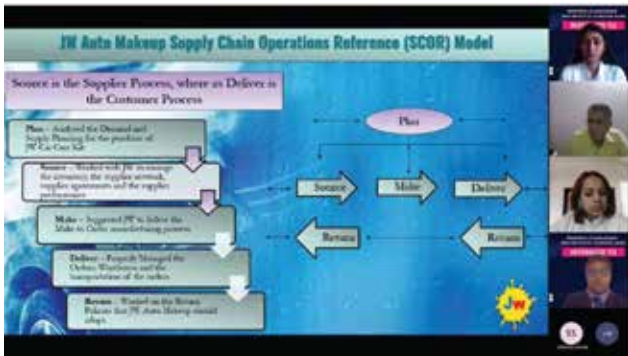 JW Auto Makeup Supply Chain Operations Reference (SCOR) Model
Source is the Supplier Process, where as Deliver is
the Customer Process
Plan – Analyzed the Demand and
Supply Planning for the purchase of
JW Car Care Kit
Source – Worked with JW to manage
the inventory, the supplier network,
supplier agreements and the supplier
performance
Make – Suggested JW to follow the
Make to Order manufacturing process
Deliver – Properly Managed the
Orders, Warehouse and the
transportation of the orders
Return – Worked on the Return
Policies that JW Auto Makeup should
adopt
Plan
Source
Make
Deliver
Return
Return
JW